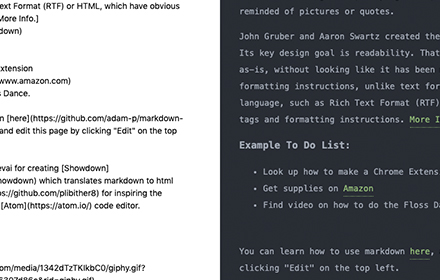 ext Format (RTF) or HTML, which have obvious
More Info.]
down)
extension
www.amazon.com)
s Dance.
n [here](https://github.com/adam-p/markdown-
and edit this page by clicking "Edit" on the top
evai for creating [Showdown]
howdown) which translates markdown to html
ps://github.com/plibither8) for inspiring the
[Atom](https://atom.io/) code editor.
com/media/1342dTzTKIkbC0/giphy.gif?
reminded of pictures or quotes.
John Gruber and Aaron Swartz created the
Its key design goal is readability. That
as-is, without looking like it has been
formatting instructions, unlike text for
language, such as Rich Text Format (RTF)
tags and formatting instructions. More I
Example To Do List:
• Look up how to make a Chrome Extens
• Get supplies on Amazon
• Find video on how to do the Floss Da
You can learn how to use markdown here,
clicking "Edit" on the top left.